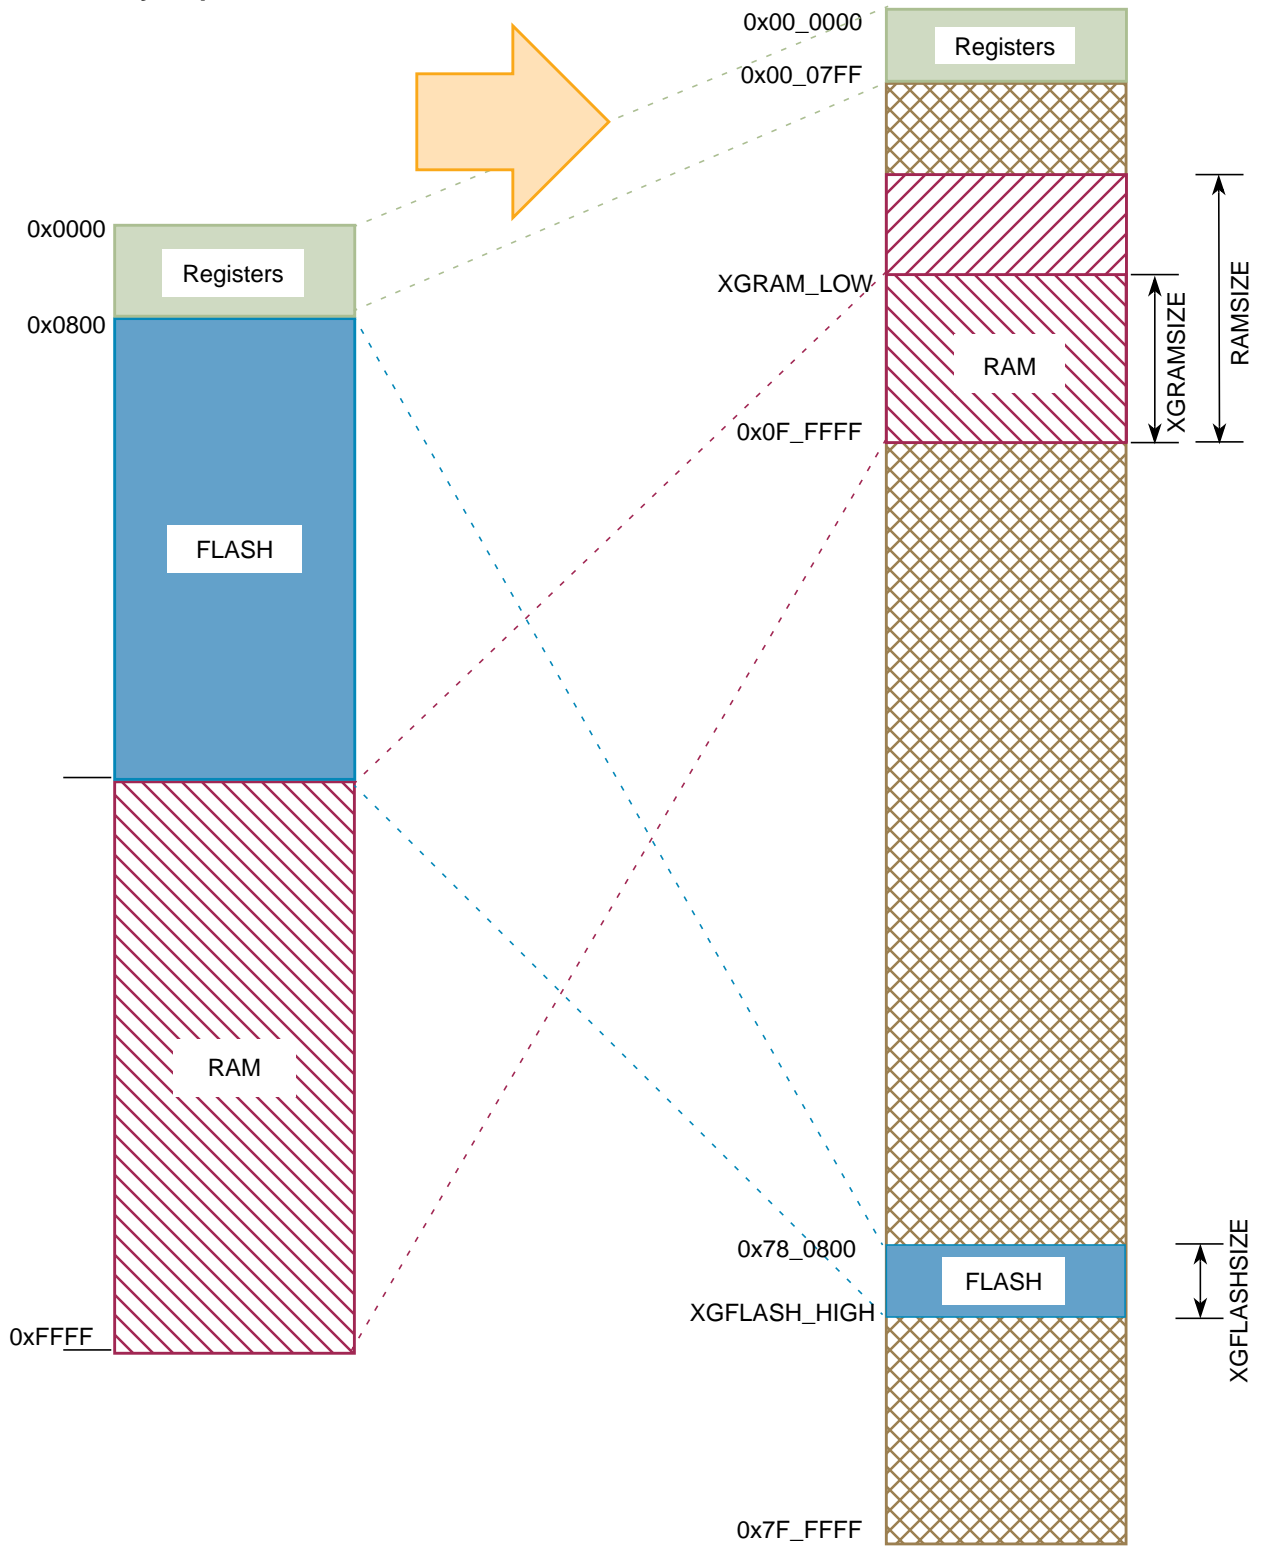 0x00_0000
Registers
0x00_07FF
0x0000
Registers
0x0800
XGRAM_LOW
RAM
XGRAMSIZE
RAMSIZE
0x0F_FFFF
FLASH
RAM
0x78_0800
FLASH
XGFLASH_HIGH
XGFLASHSIZE
0xFFFF
0x7F_FFFF